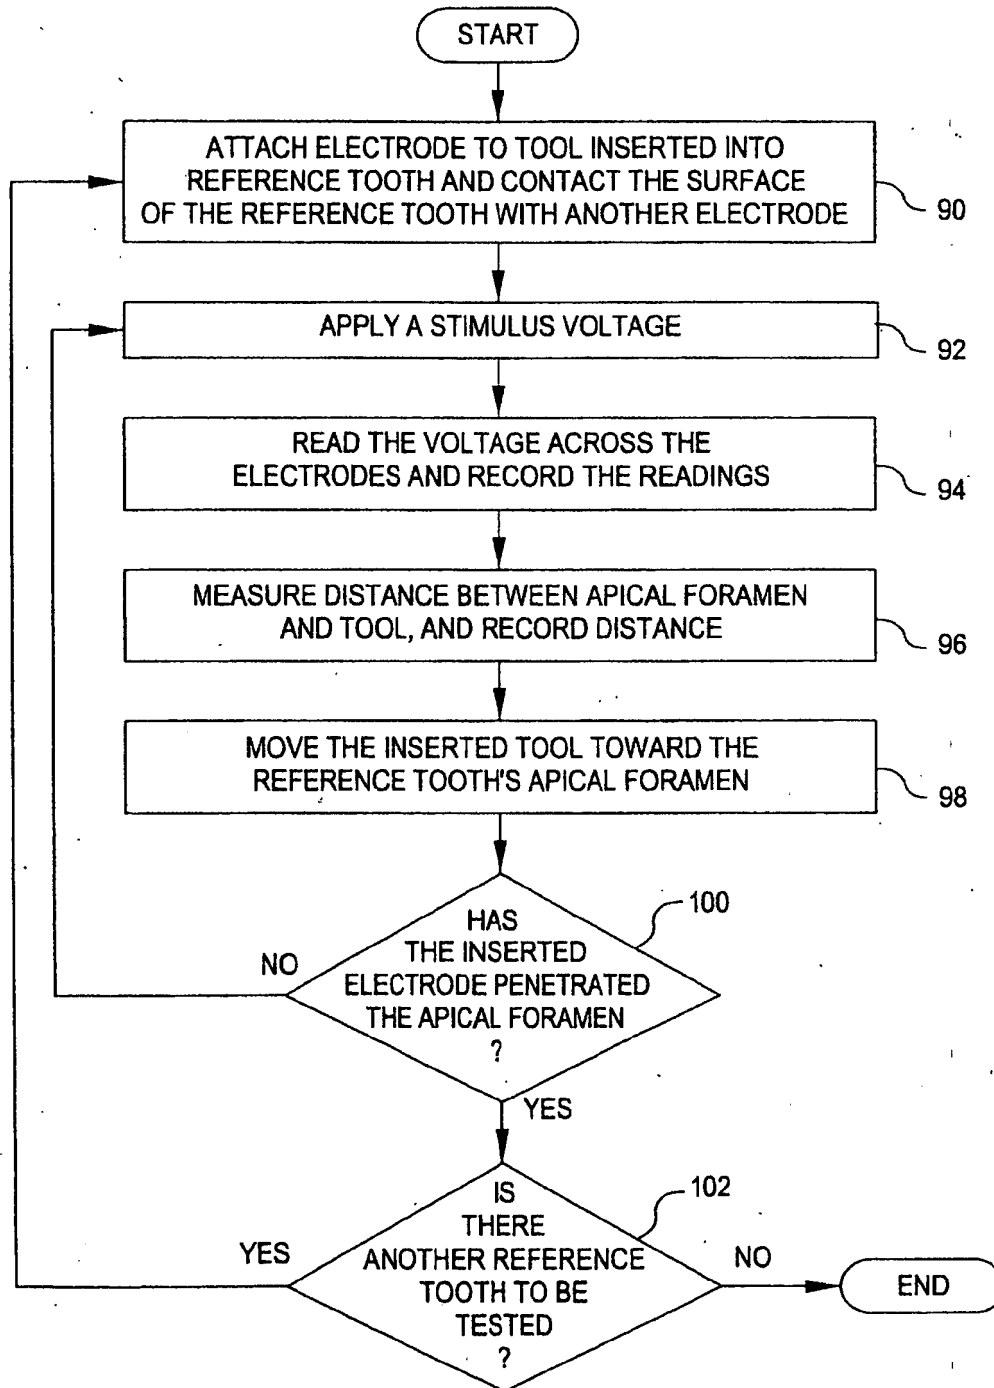 START
ATTACH ELECTRODE TO TOOL INSERTED INTO
REFERENCE TOOTH AND CONTACT THE SURFACE
OF THE REFERENCE TOOTH WITH ANOTHER ELECTRODE
90
APPLY A STIMULUS VOLTAGE
92
READ THE VOLTAGE ACROSS THE
ELECTRODES AND RECORD THE READINGS
94
MEASURE DISTANCE BETWEEN APICAL FORAMEN
AND TOOL, AND RECORD DISTANCE
96
MOVE THE INSERTED TOOL TOWARD THE
REFERENCE TOOTH'S APICAL FORAMEN
98
100
HAS
THE INSERTED
ELECTRODE PENETRATED
THE APICAL FORAMEN
?
NO
YES
102
IS
THERE
ANOTHER REFERENCE
TOOTH TO BE
TESTED
?
YES
NO
END